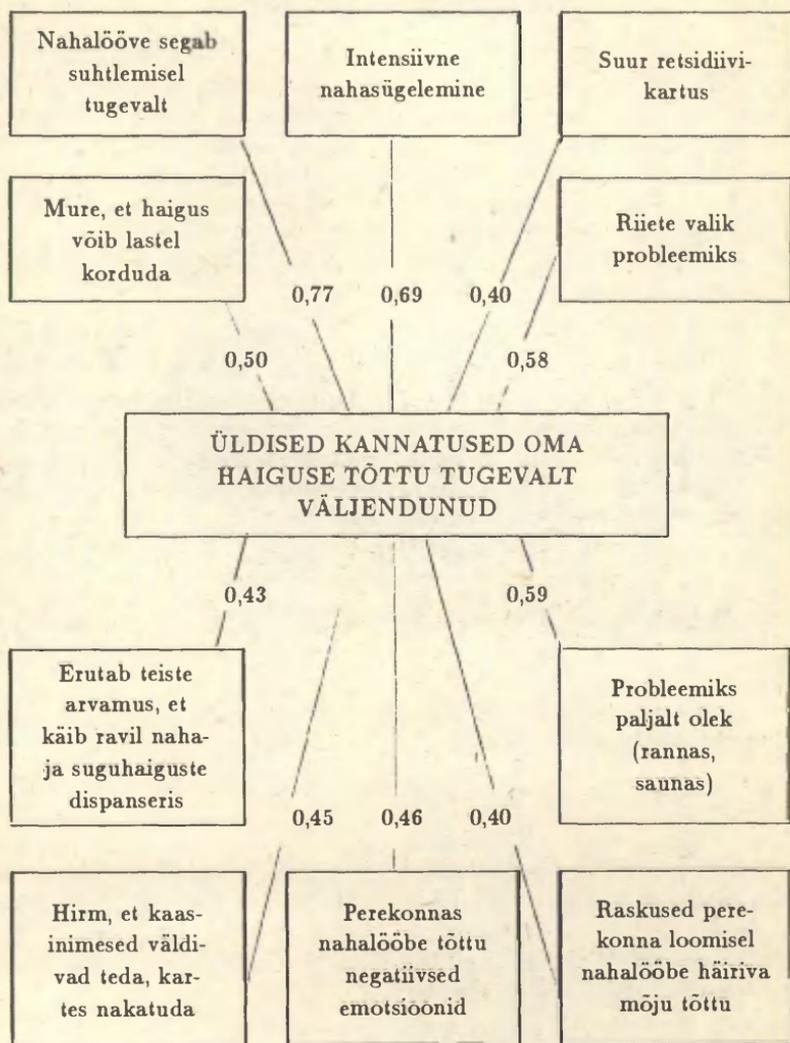 Nahalööve segab
suhtlemisel
tugevalt
Intensiivne
nahasügelemine
Suur retsidiivi-
kartus
Mure, et haigus
võib lastel
korduda
Riiete valik
probleemiks
0,77
0,69
0,40
0,50
0,58
ÜLDISED KANNATUSED OMA
HAIGUSE TÕTTU TUGEVALT
VÄLJENDUNUD
0,43
0,59
Erutab teiste
arvamus, et
käib ravil naha-
ja suguhaiguste
dispanseris
Probleemiks
paljalt olek
(rannas,
saunas)
0,45
0,46
0,40
Hirm, et kaas-
inimesed väldi-
vad teda, kar-
tes nakatuda
Perekonnas
nahalööbe tõttu
negatiivsed
emotsioonid
Raskused pere-
konna loomisel
nahalööbe häiriva
mõju tõttu